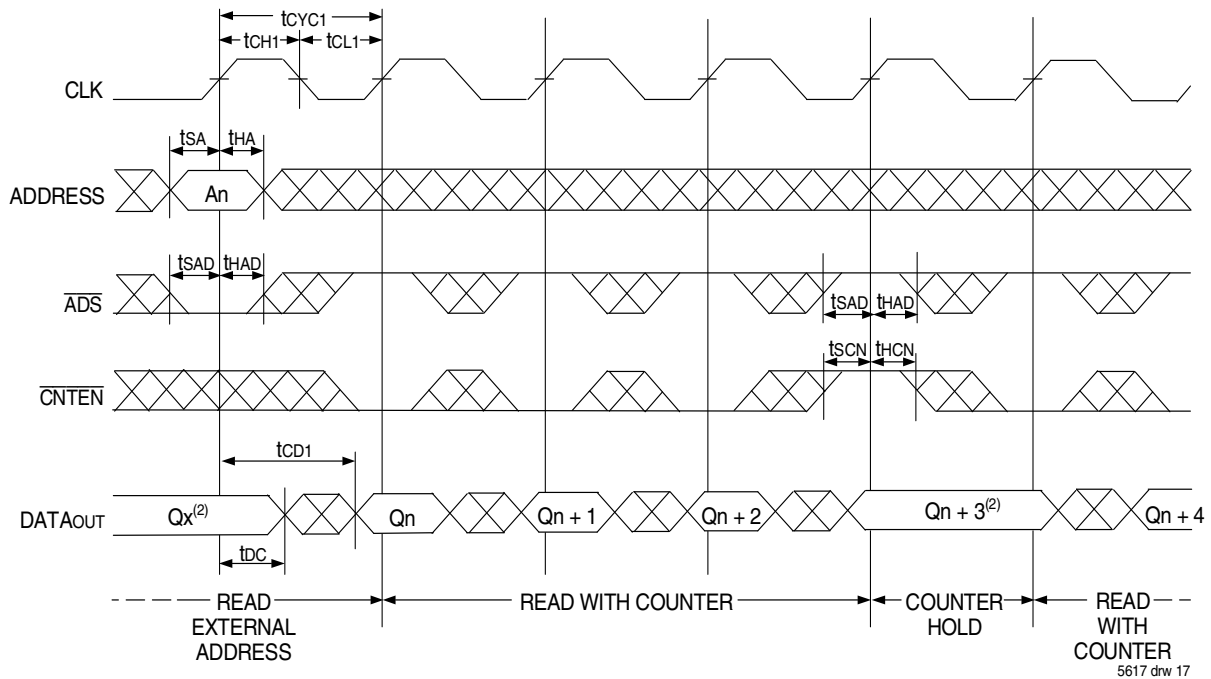 tCYC1
tCH1 tCL1
CLK
tSA tHA
ADDRESS An
tSAD tHAD
ADS
tSAD tHAD
tSCN tHCN
CNTEN
tCD1
DATAOUT Qx(2) Qn Qn + 1 Qn + 2 Qn + 3(2) Qn + 4
tDC
READ EXTERNAL ADDRESS
READ WITH COUNTER
COUNTER HOLD
READ WITH COUNTER
5617 drw 17